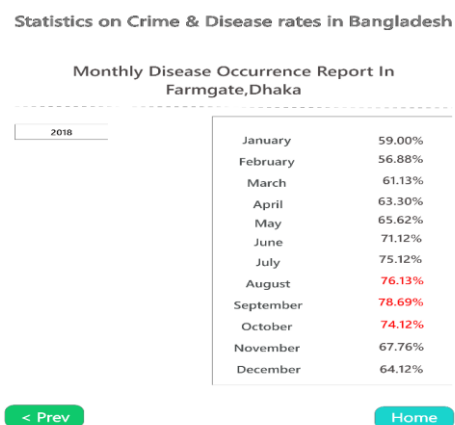 Statistics on Crime & Disease rates in Bangladesh
Monthly Disease Occurrence Report In
Farmgate,Dhaka
2018
January 59.00%
February 56.88%
March 61.13%
April 63.30%
May 65.62%
June 71.12%
July 75.12%
August 76.13%
September 78.69%
October 74.12%
November 67.76%
December 64.12%
< Prev Home